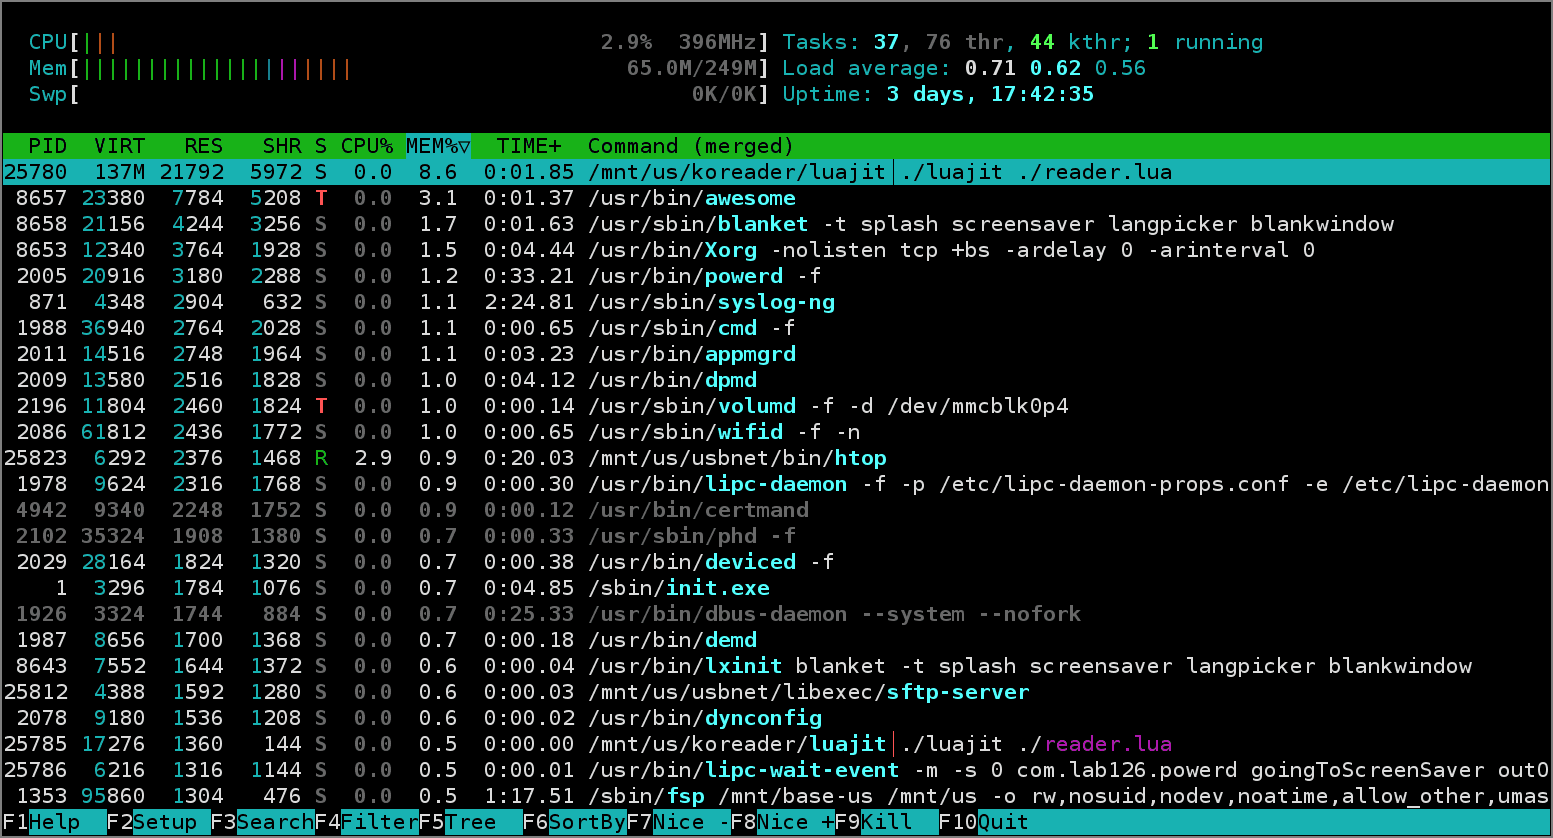 CPU[||| 2.9% 396MHz] Tasks: 37, 76 thr, 44 kthr; 1 running
Mem[||||||||||||||||||||| 65.0M/249M] Load average: 0.71 0.62 0.56
Swp[ 0K/0K] Uptime: 3 days, 17:42:35
PID VIRT RES SHR S CPU% MEM%▽ TIME+ Command (merged)
25780 137M 21792 5972 S 0.0 8.6 0:01.85 /mnt/us/koreader/luajit│./luajit ./reader.lua
8657 23380 7784 5208 T 0.0 3.1 0:01.37 /usr/bin/awesome
8658 21156 4244 3256 S 0.0 1.7 0:01.63 /usr/sbin/blanket -t splash screensaver langpicker blankwindow
8653 12340 3764 1928 S 0.0 1.5 0:04.44 /usr/bin/Xorg -nolisten tcp +bs -ardelay 0 -arinterval 0
2005 20916 3180 2288 S 0.0 1.2 0:33.21 /usr/bin/powerd -f
871 4348 2904 632 S 0.0 1.1 2:24.81 /usr/sbin/syslog-ng
1988 36940 2764 2028 S 0.0 1.1 0:00.65 /usr/sbin/cmd -f
2011 14516 2748 1964 S 0.0 1.1 0:03.23 /usr/bin/appmgrd
2009 13580 2516 1828 S 0.0 1.0 0:04.12 /usr/bin/dpmd
2196 11804 2460 1824 T 0.0 1.0 0:00.14 /usr/sbin/volumd -f -d /dev/mmcblk0p4
2086 61812 2436 1772 S 0.0 1.0 0:00.65 /usr/sbin/wifid -f -n
25823 6292 2376 1468 R 2.9 0.9 0:20.03 /mnt/us/usbnet/bin/htop
1978 9624 2316 1768 S 0.0 0.9 0:00.30 /usr/bin/lipc-daemon -f -p /etc/lipc-daemon-props.conf -e /etc/lipc-daemon
4942 9340 2248 1752 S 0.0 0.9 0:00.12 /usr/bin/certmand
2102 35324 1908 1380 S 0.0 0.7 0:00.33 /usr/sbin/phd -f
2029 28164 1824 1320 S 0.0 0.7 0:00.38 /usr/bin/deviced -f
1 3296 1784 1076 S 0.0 0.7 0:04.85 /sbin/init.exe
1926 3324 1744 884 S 0.0 0.7 0:25.33 /usr/bin/dbus-daemon --system --nofork
1987 8656 1700 1368 S 0.0 0.7 0:00.18 /usr/bin/demd
8643 7552 1644 1372 S 0.0 0.6 0:00.04 /usr/bin/lxinit blanket -t splash screensaver langpicker blankwindow
25812 4388 1592 1280 S 0.0 0.6 0:00.03 /mnt/us/usbnet/libexec/sftp-server
2078 9180 1536 1208 S 0.0 0.6 0:00.02 /usr/bin/dynconfig
25785 17276 1360 144 S 0.0 0.5 0:00.00 /mnt/us/koreader/luajit│./luajit ./reader.lua
25786 6216 1316 1144 S 0.0 0.5 0:00.01 /usr/bin/lipc-wait-event -m -s 0 com.lab126.powerd goingToScreenSaver outO
1353 95860 1304 476 S 0.0 0.5 1:17.51 /sbin/fsp /mnt/base-us /mnt/us -o rw,nosuid,nodev,noatime,allow_other,umas
F1Help F2Setup F3SearchF4FilterF5Tree F6SortByF7Nice -F8Nice +F9Kill F10Quit